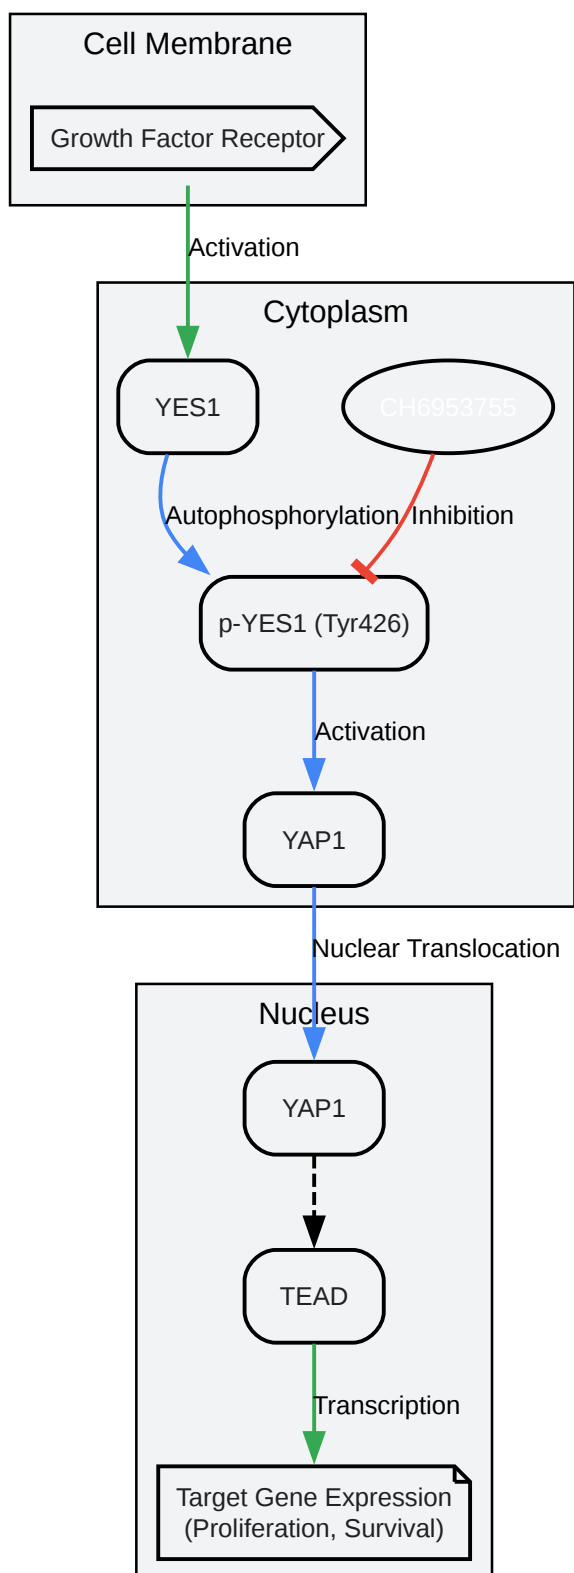 Cell Membrane
Growth Factor Receptor
Activation
Cytoplasm
YES1
CH6953755
Autophosphorylation
Inhibition
p-YES1 (Tyr426)
Activation
YAP1
Nuclear Translocation
Nucleus
YAP1
TEAD
Transcription
Target Gene Expression
(Proliferation, Survival)